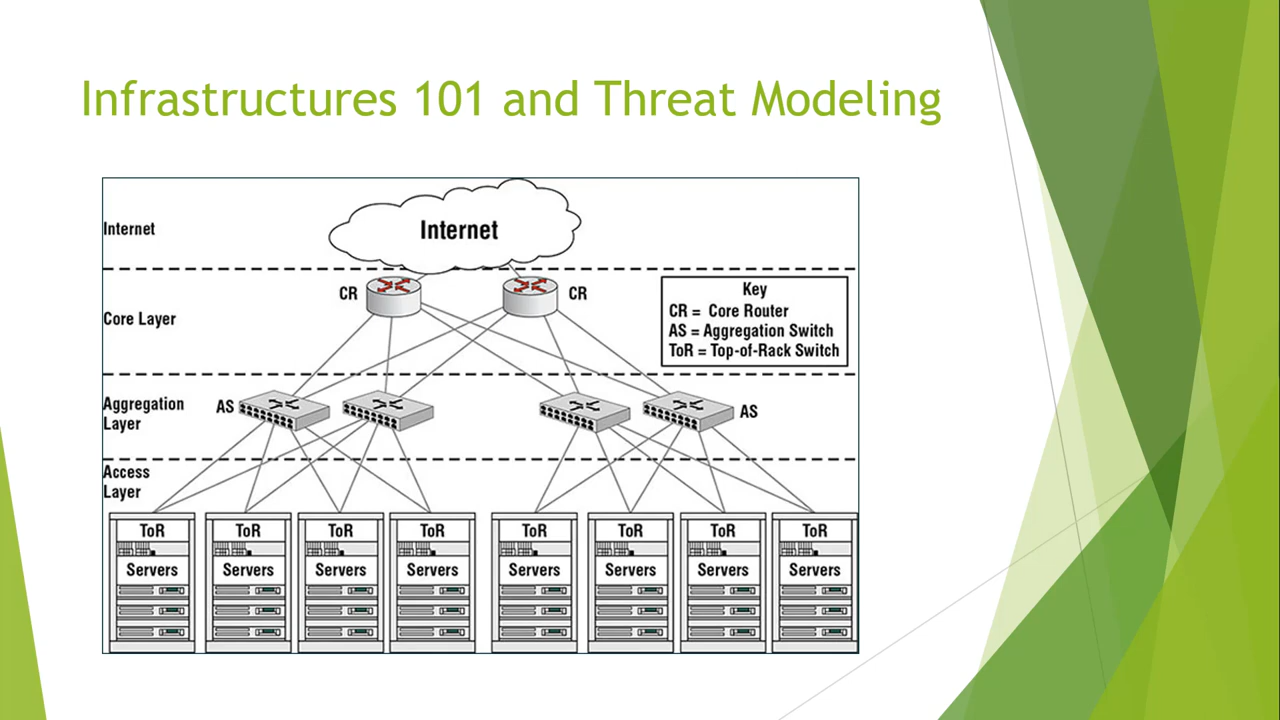 Infrastructures 101 and Threat Modeling
Internet
Internet
CR
CR
Key
CR = Core Router
AS = Aggregation Switch
ToR = Top-of-Rack Switch
Core Layer
Aggregation
Layer
AS
AS
Access
Layer
ToR
ToR
ToR
ToR
ToR
ToR
ToR
ToR
Servers
Servers
Servers
Servers
Servers
Servers
Servers
Servers